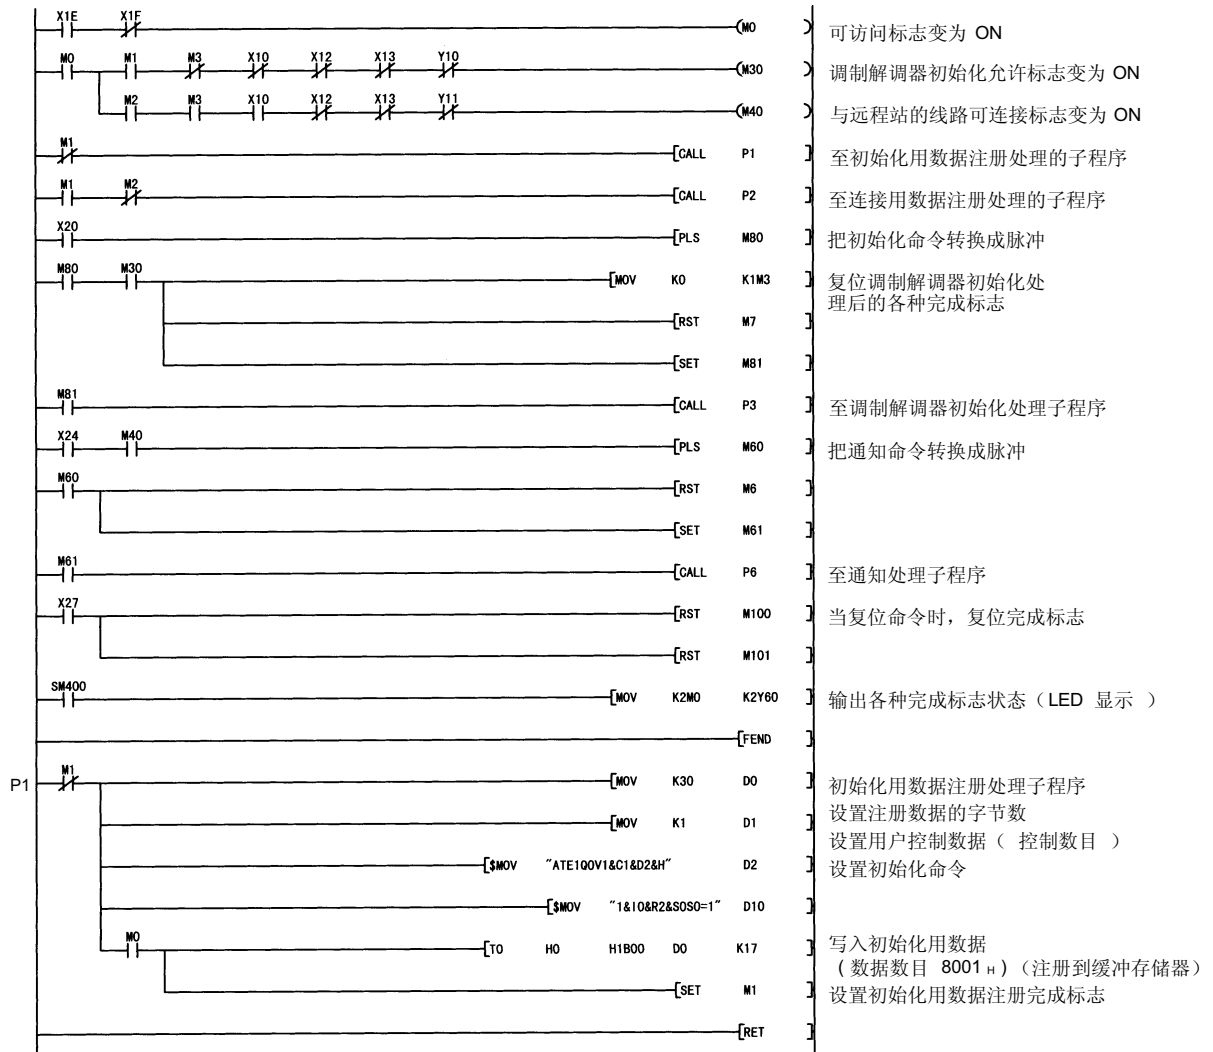 X1E X1F
(M0 ) 可访问标志变为 ON
M0 M1 M3 X10 X12 X13 Y10
(M30 ) 调制解调器初始化允许标志变为 ON
M2 M3 X10 X12 X13 Y11
(M40 ) 与远程站的线路可连接标志变为 ON
M1
[CALL P1 ] 至初始化用数据注册处理的子程序
M1 M2
[CALL P2 ] 至连接用数据注册处理的子程序
X20
[PLS M80 ] 把初始化命令转换成脉冲
M80 M30
[MOV K0 K1M3 ] 复位调制解调器初始化处
理后的各种完成标志
[RST M7 ]
[SET M81 ]
M81
[CALL P3 ] 至调制解调器初始化处理子程序
X24 M40
[PLS M60 ] 把通知命令转换成脉冲
M60
[RST M6 ]
[SET M61 ]
M61
[CALL P6 ] 至通知处理子程序
X27
[RST M100 ] 当复位命令时，复位完成标志
[RST M101 ]
SM400
[MOV K2M0 K2Y60 ] 输出各种完成标志状态（LED 显示 ）
[FEND ]
P1 M1
[MOV K30 D0 ] 初始化用数据注册处理子程序
设置注册数据的字节数
[MOV K1 D1 ]
设置用户控制数据（ 控制数目 ）
[$MOV "ATE1Q0V1&C1&D2&H" D2 ] 设置初始化命令
[$MOV "1&I0&R2&S0S0=1" D10 ]
M0
[TO H0 H1B00 D0 K17 ] 写入初始化用数据
( 数据数目 8001 H )（注册到缓冲存储器）
[SET M1 ] 设置初始化用数据注册完成标志
[RET ]